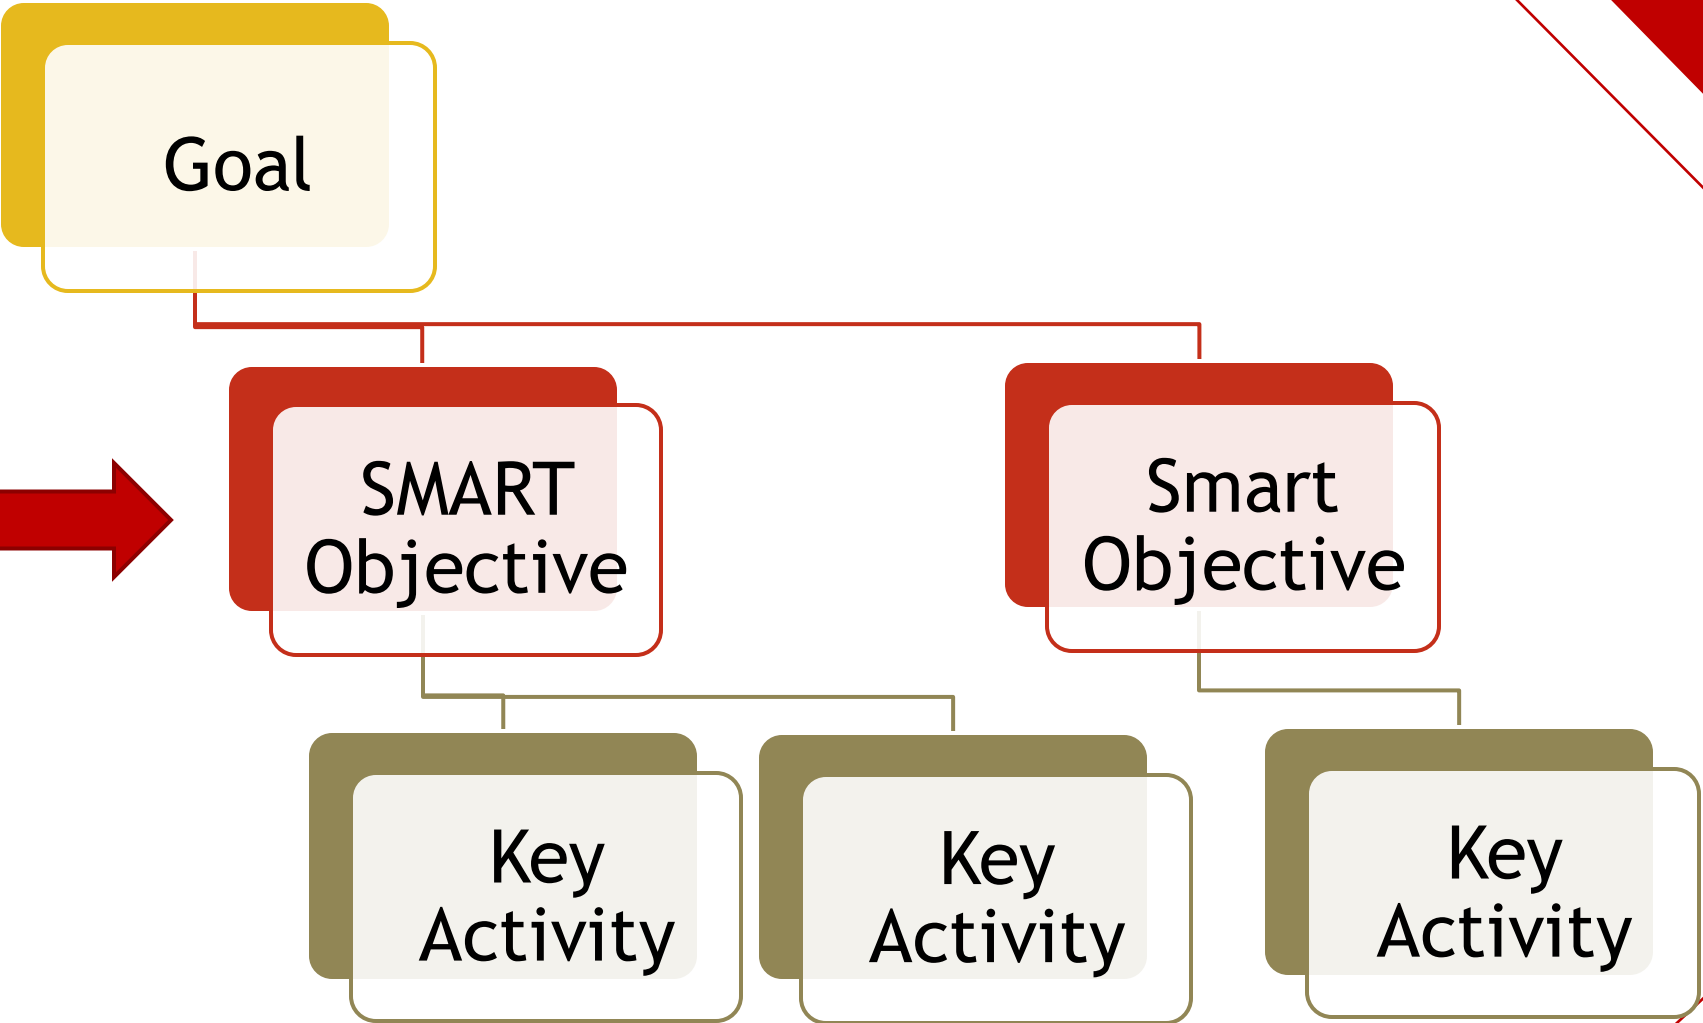 Goal
SMART
Objective
Smart
Objective
Key
Activity
Key
Activity
Key
Activity